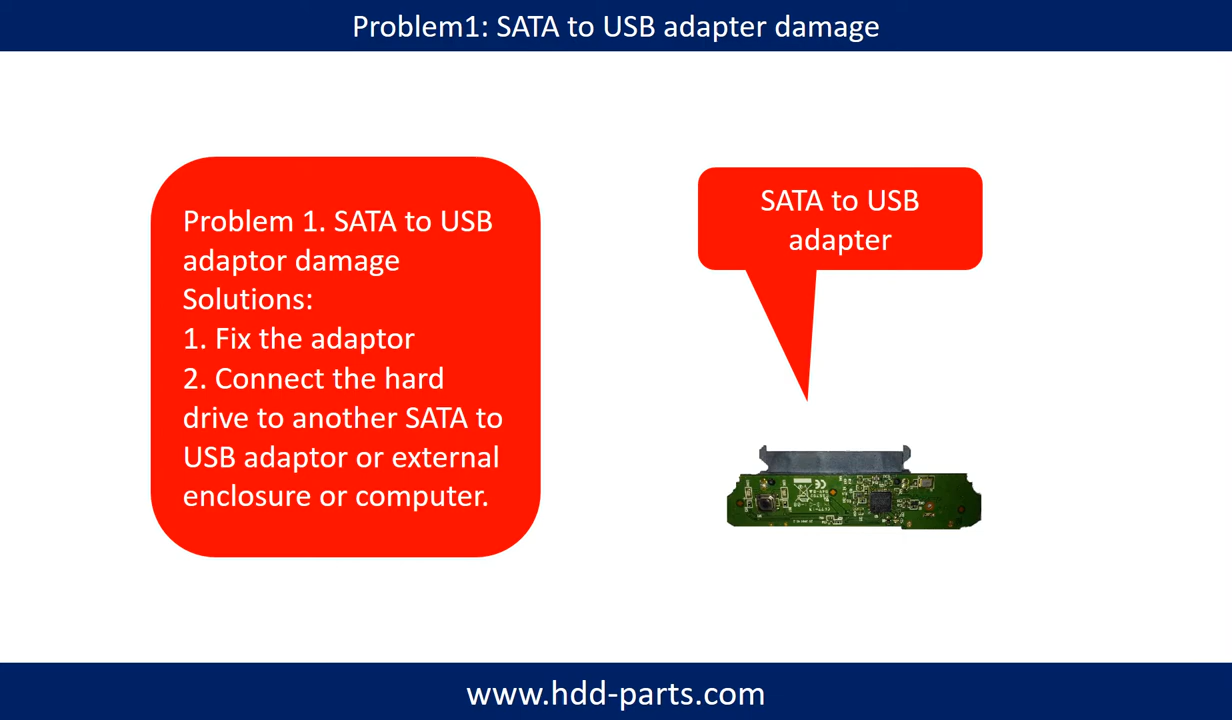 Problem1: SATA to USB adapter damage
Problem 1. SATA to USB
adaptor damage
Solutions:
1. Fix the adaptor
2. Connect the hard
drive to another SATA to
USB adaptor or external
enclosure or computer.
SATA to USB
adapter
www.hdd-parts.com